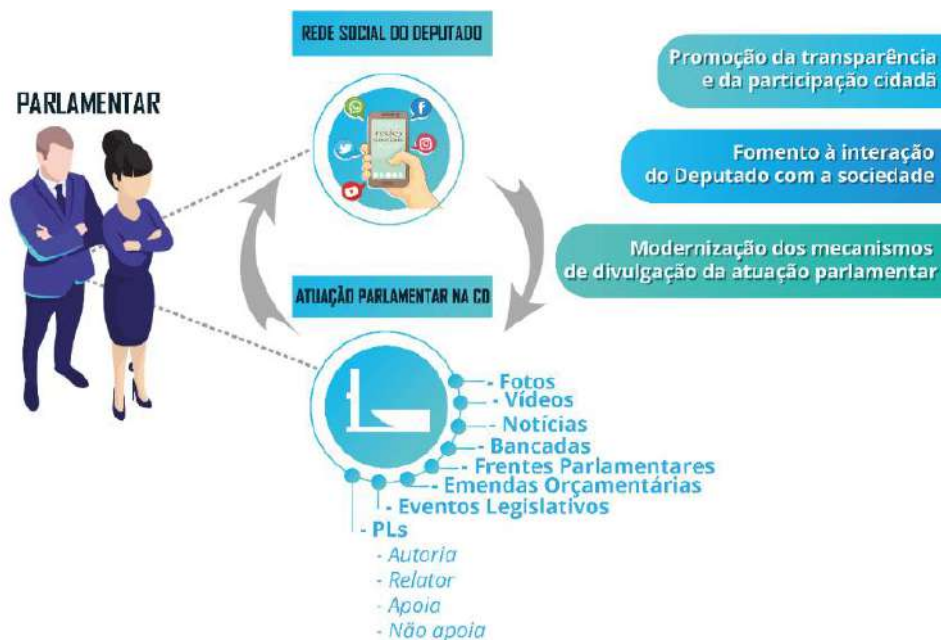 REDE SOCIAL DO DEPUTADO
PARLAMENTAR
Promoção da transparência
e da participação cidadã
Fomento à interação
do Deputado com a sociedade
Modernização dos mecanismos
de divulgação da atuação parlamentar
ATUAÇÃO PARLAMENTAR NA CD
- Fotos
- Vídeos
- Notícias
- Bancadas
- Frentes Parlamentares
- Emendas Orçamentárias
- Eventos Legislativos
- PLs
- Autoria
- Relator
- Apoia
- Não apoia